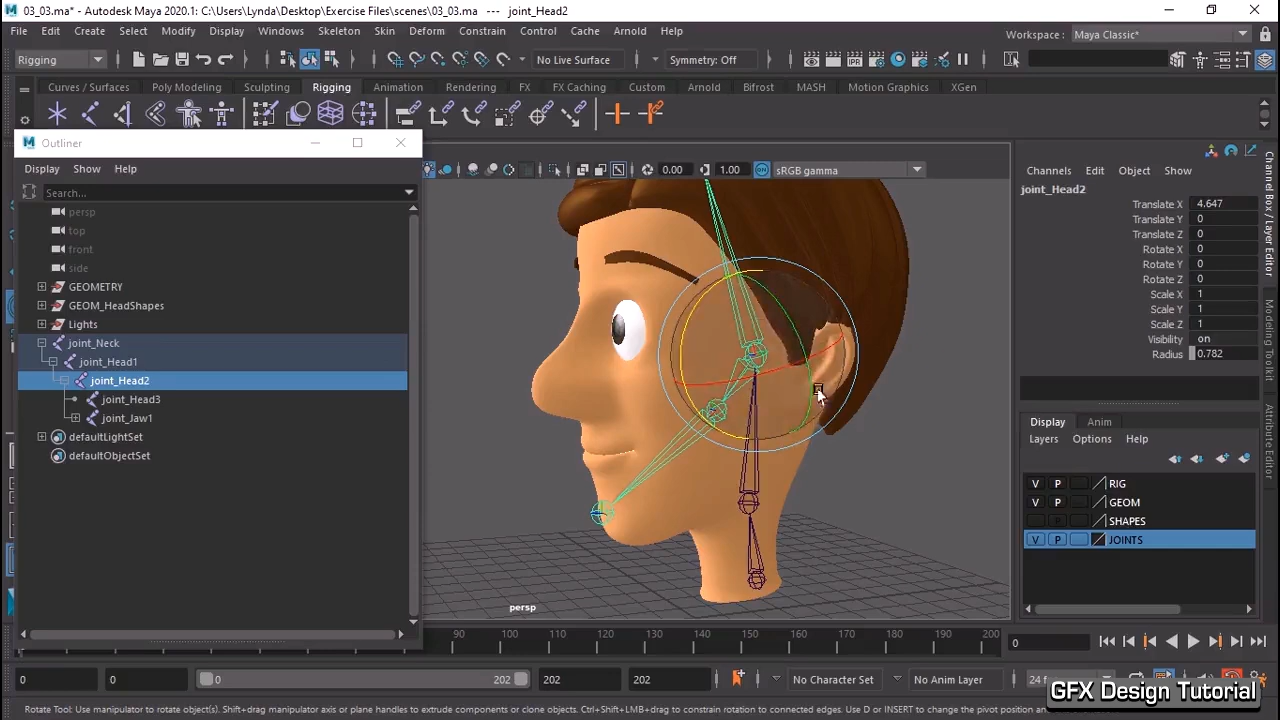 03_03.ma* - Autodesk Maya 2020.1: C:\Users\Lynda\Desktop\Exercise Files\scenes\03_03.ma --- joint_Head2
File Edit Create Select Modify Display Windows Skeleton Skin Deform Constrain Control Cache Arnold Help
Workspace : Maya Classic*
Rigging No Live Surface Symmetry: Off
Curves / Surfaces Poly Modeling Sculpting Rigging Animation Rendering FX FX Caching Custom Arnold Bifrost MASH Motion Graphics XGen
Outliner
Display Show Help
Search...
persp
top
front
side
GEOMETRY
GEOM_HeadShapes
Lights
joint_Neck
joint_Head1
joint_Head2
joint_Head3
joint_Jaw1
defaultLightSet
defaultObjectSet
0.00 1.00 sRGB gamma
persp
Channels Edit Object Show
joint_Head2
Translate X 4.647
Translate Y 0
Translate Z 0
Rotate X 0
Rotate Y 0
Rotate Z 0
Scale X 1
Scale Y 1
Scale Z 1
Visibility on
Radius 0.782
Display Anim
Layers Options Help
V P RIG
V P GEOM
SHAPES
V P JOINTS
Channel Box / Layer Editor
Modeling Toolkit
Attribute Editor
90 100 110 120 130 140 150 160 170 180 190 200
0
0 0 0 202 202 202 No Character Set No Anim Layer
GFX Design Tutorial
Rotate Tool: Use manipulator to rotate object(s). Shift+drag manipulator axis or plane handles to extrude components or clone objects. Ctrl+Shift+LMB+drag to constrain rotation to connected edges. Use D or INSERT to change the pivot position and